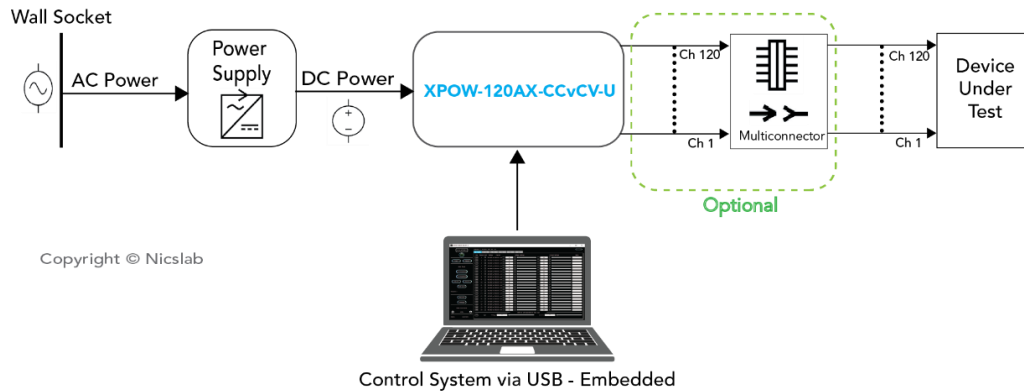 Wall Socket
AC Power
Power
Supply
DC Power
XPOW-120AX-CCvCV-U
Ch 120
Ch 1
Multiconnector
Optional
Ch 120
Ch 1
Device
Under
Test
Copyright © Nicslab
Control System via USB - Embedded